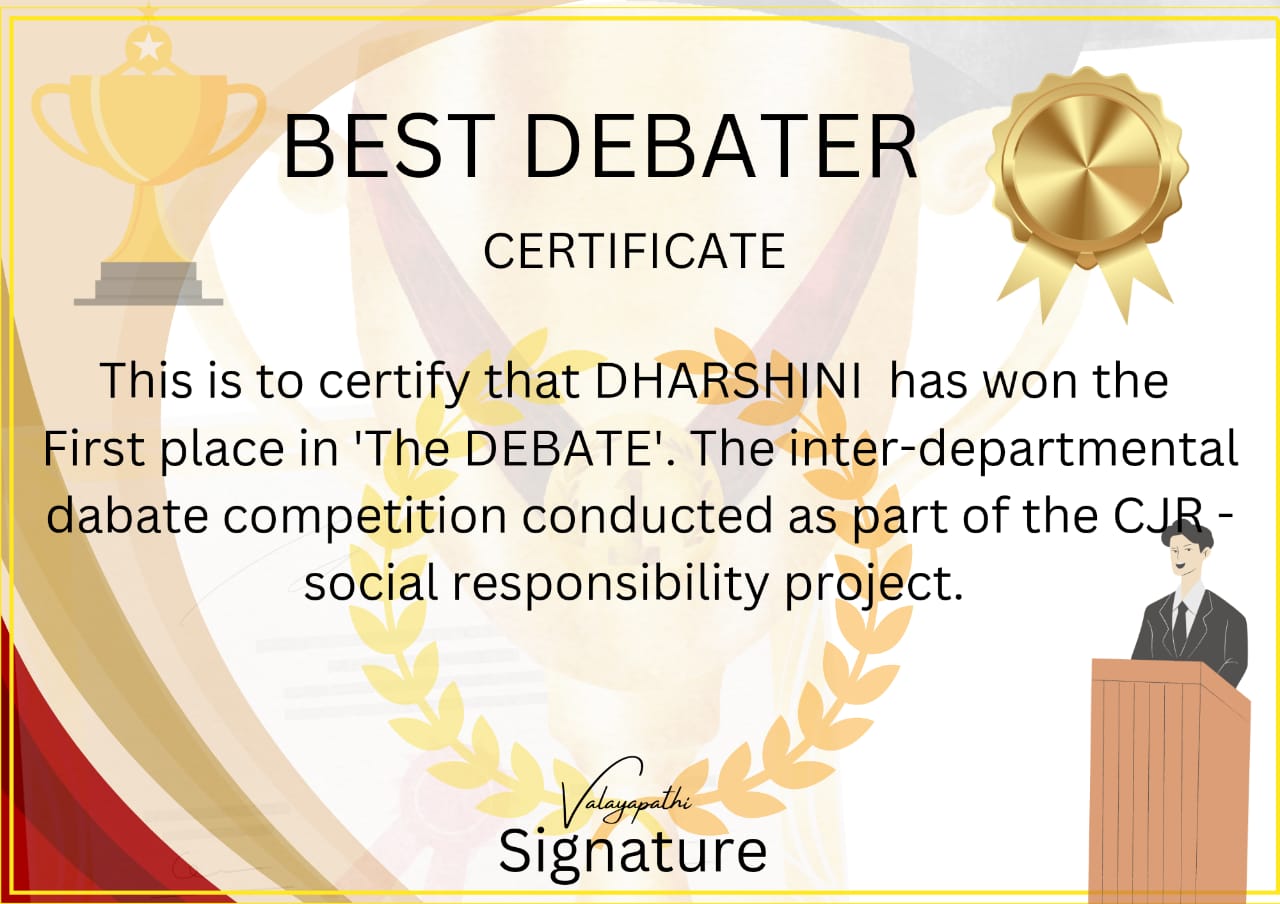 BEST DEBATER
CERTIFICATE
This is to certify that DHARSHINI has won the
First place in 'The DEBATE'. The inter-departmental
dabate competition conducted as part of the CJR -
social responsibility project.
Valayapathi
Signature